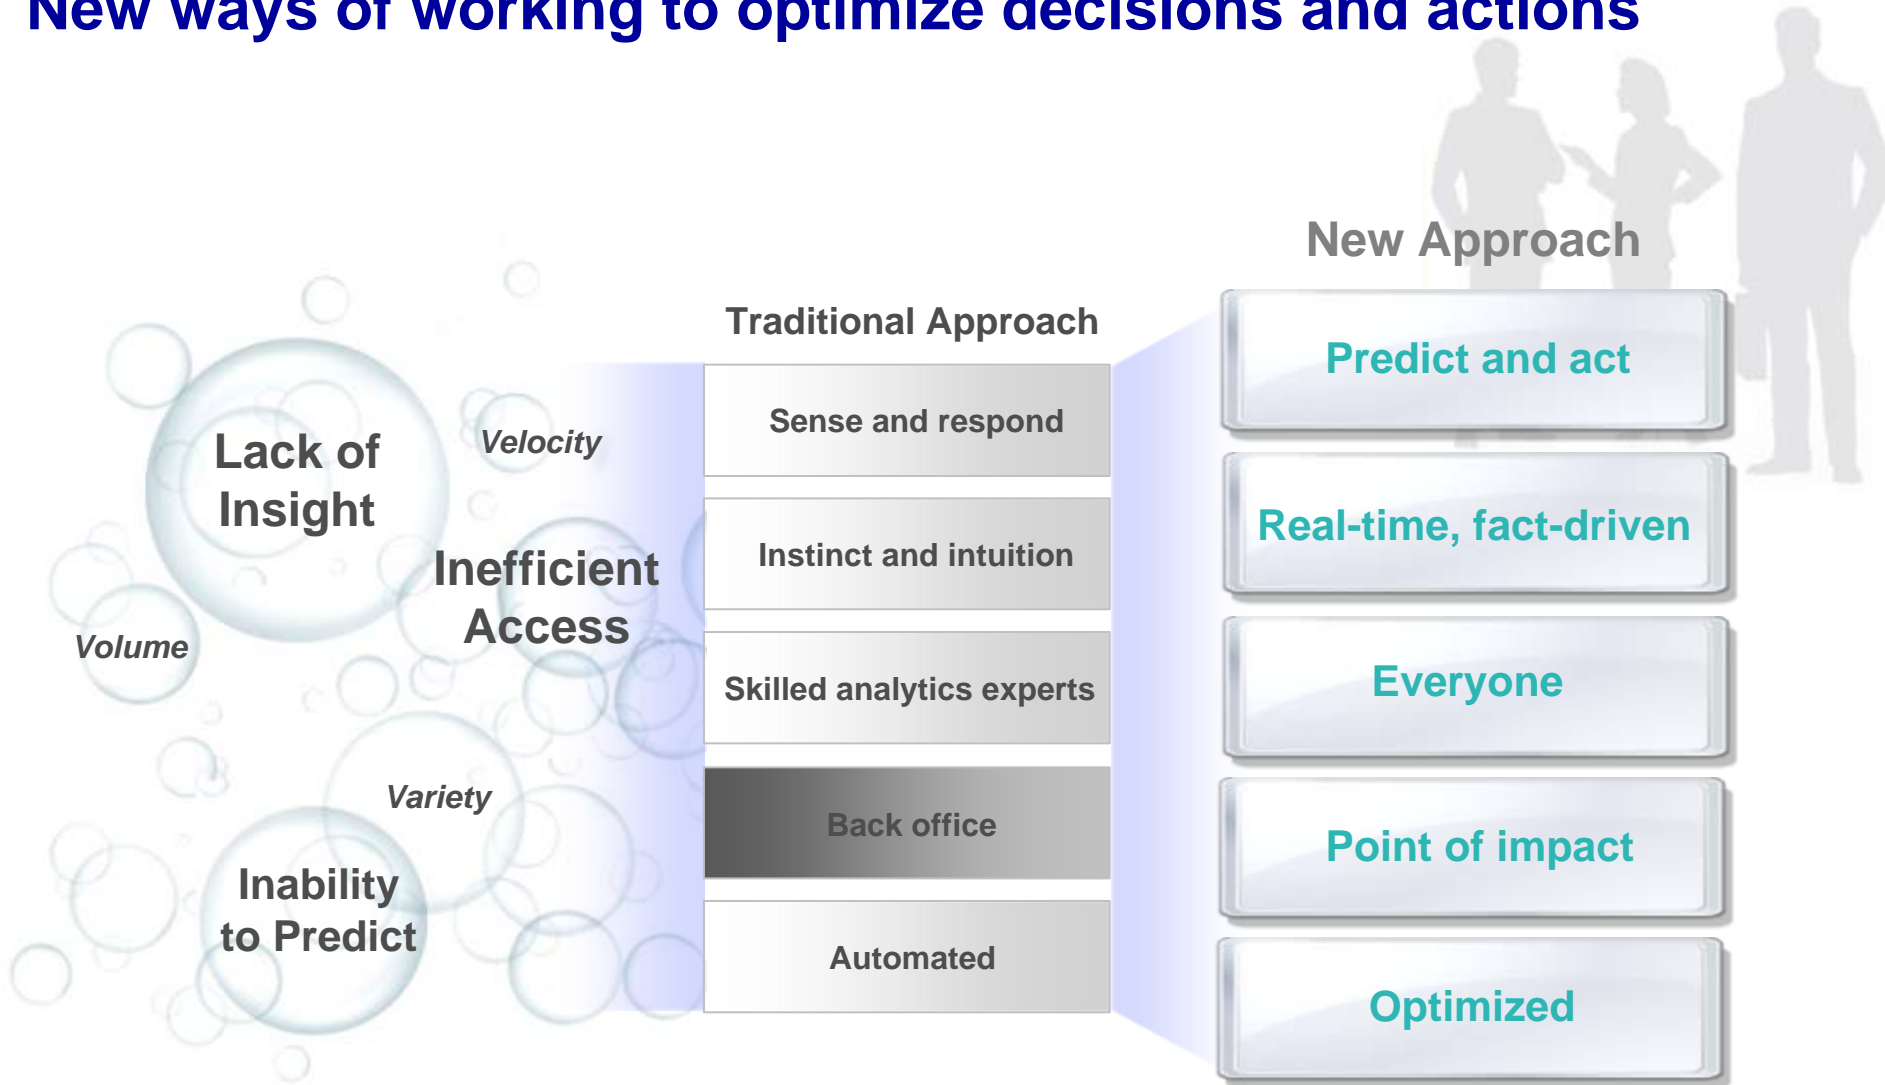 New ways of working to optimize decisions and actions
Lack of
Insight
Velocity
Inefficient
Access
Volume
Variety
Inability
to Predict
Traditional Approach
Sense and respond
Instinct and intuition
Skilled analytics experts
Back office
Automated
New Approach
Predict and act
Real-time, fact-driven
Everyone
Point of impact
Optimized